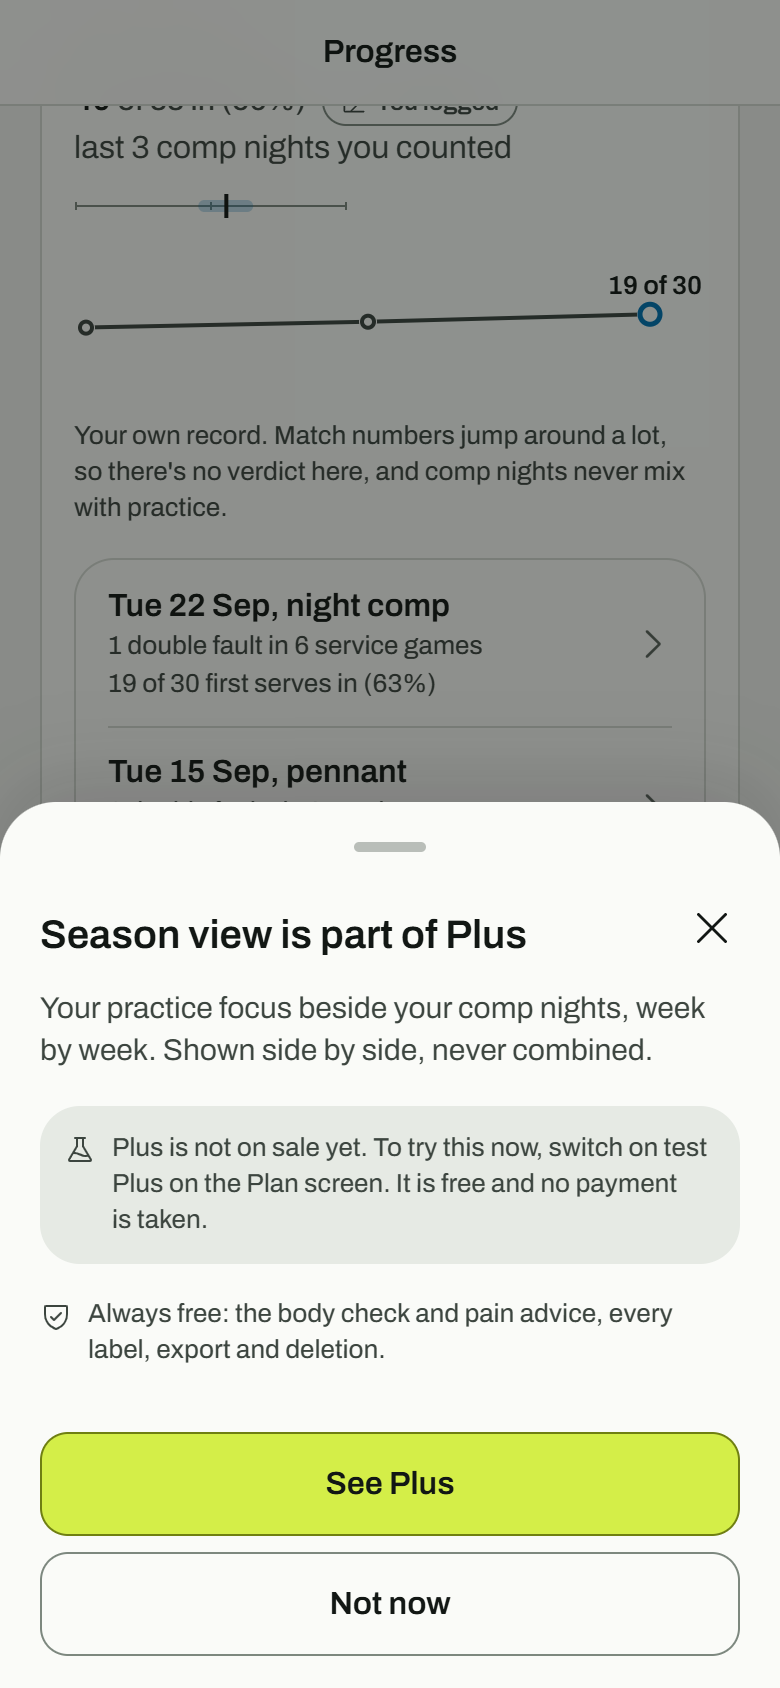 Progress
last 3 comp nights you counted
19 of 30
Your own record. Match numbers jump around a lot,
so there's no verdict here, and comp nights never mix
with practice.
Tue 22 Sep, night comp
1 double fault in 6 service games
19 of 30 first serves in (63%)
Tue 15 Sep, pennant
Season view is part of Plus
Your practice focus beside your comp nights, week
by week. Shown side by side, never combined.
Plus is not on sale yet. To try this now, switch on test
Plus on the Plan screen. It is free and no payment
is taken.
Always free: the body check and pain advice, every
label, export and deletion.
See Plus
Not now